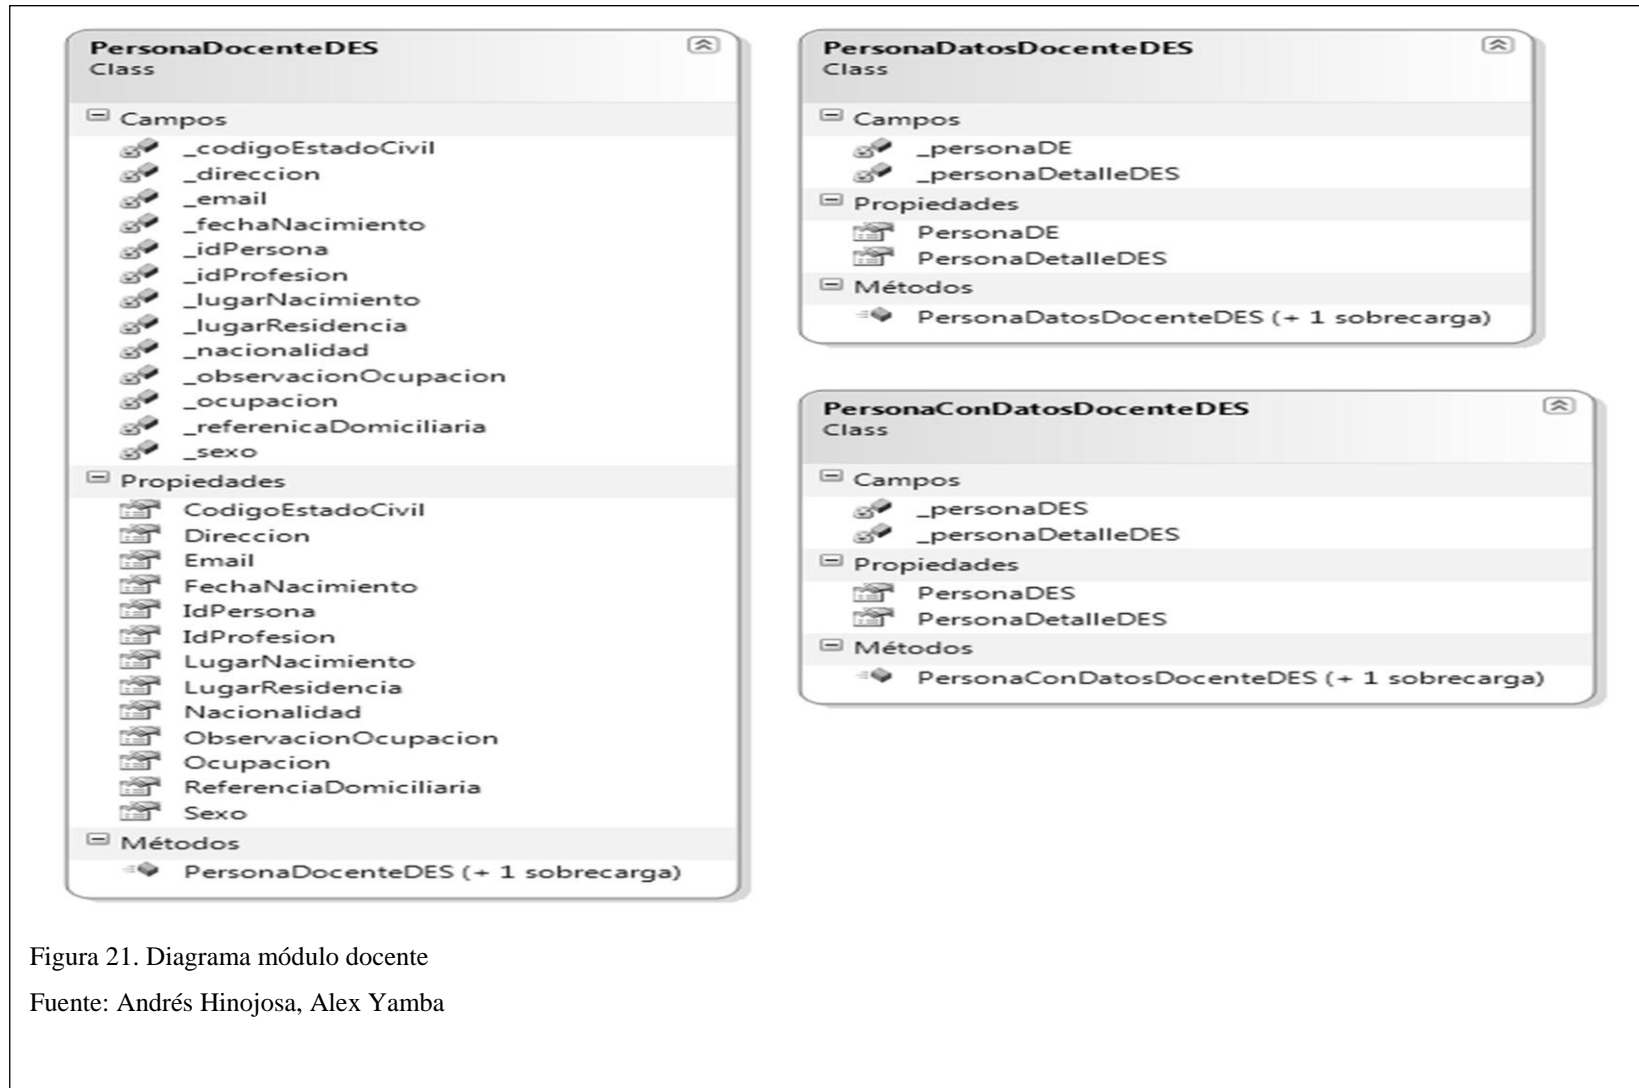 PersonaDocenteDES
Class
Campos
_codigoEstadoCivil
_direccion
_email
_fechaNacimiento
_idPersona
_idProfesion
_lugarNacimiento
_lugarResidencia
_nacionalidad
_observacionOcupacion
_ocupacion
_referenicaDomiciliaria
_sexo
Propiedades
CodigoEstadoCivil
Direccion
Email
FechaNacimiento
IdPersona
IdProfesion
LugarNacimiento
LugarResidencia
Nacionalidad
ObservacionOcupacion
Ocupacion
ReferenciaDomiciliaria
Sexo
Métodos
PersonaDocenteDES (+ 1 sobrecarga)
PersonaDatosDocenteDES
Class
Campos
_personaDE
_personaDetalleDES
Propiedades
PersonaDE
PersonaDetalleDES
Métodos
PersonaDatosDocenteDES (+ 1 sobrecarga)
PersonaConDatosDocenteDES
Class
Campos
_personaDES
_personaDetalleDES
Propiedades
PersonaDES
PersonaDetalleDES
Métodos
PersonaConDatosDocenteDES (+ 1 sobrecarga)
Figura 21. Diagrama módulo docente
Fuente: Andrés Hinojosa, Alex Yamba